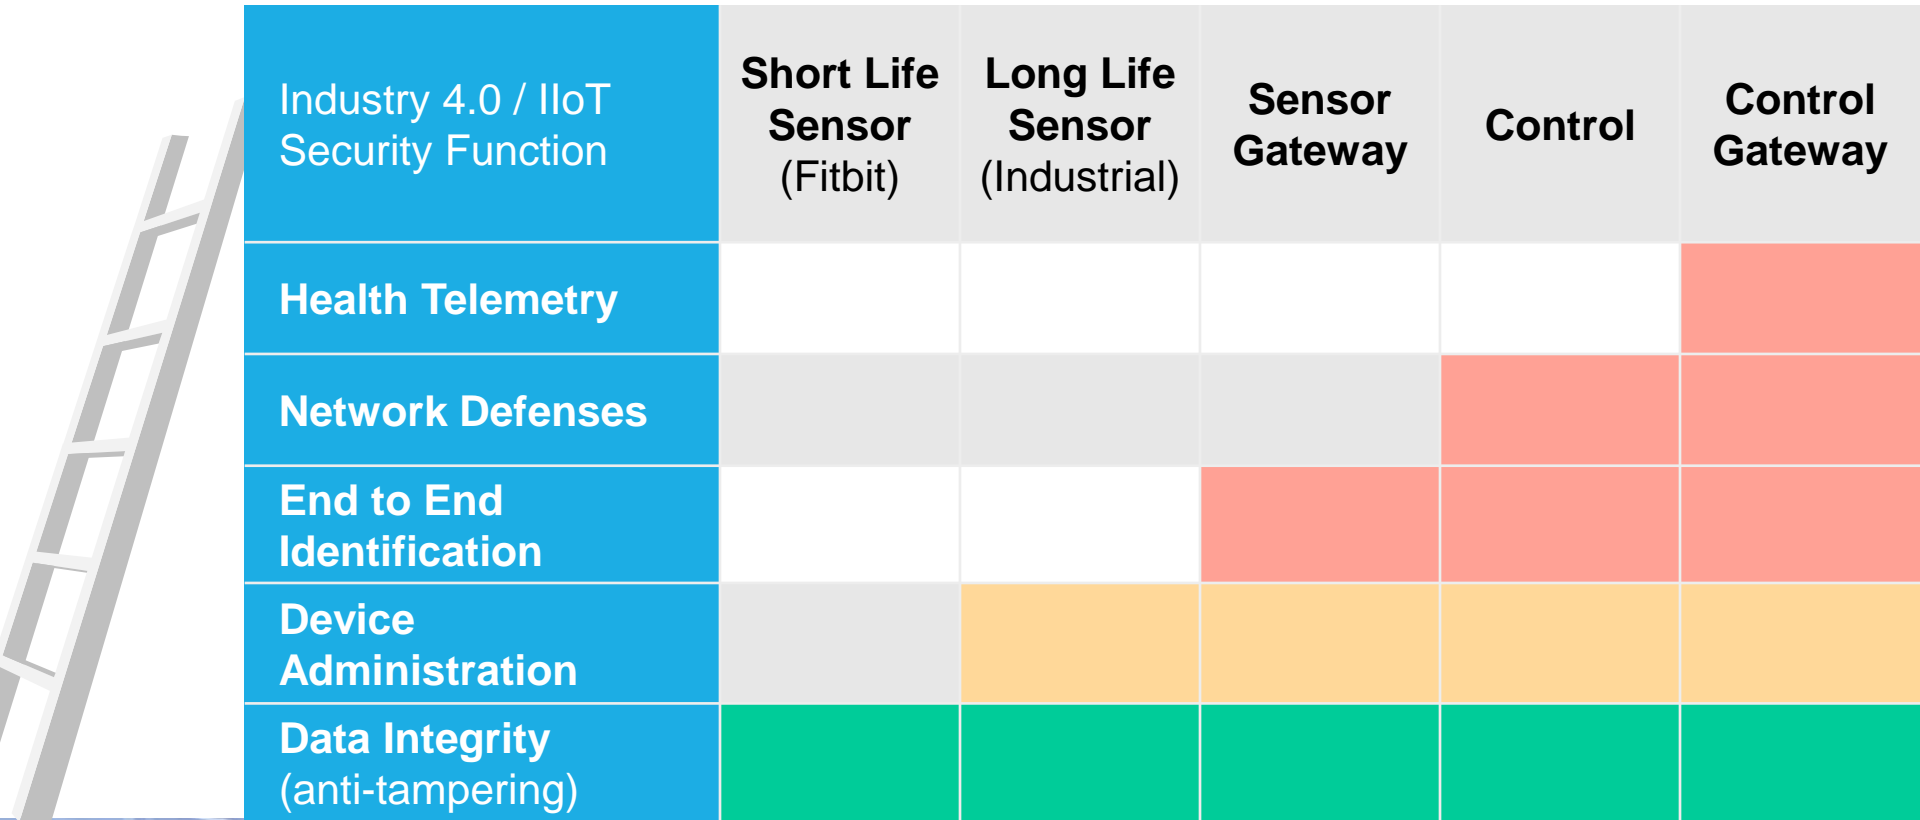 Industry 4.0 / IIoT
Security Function
Short Life
Sensor
(Fitbit)
Long Life
Sensor
(Industrial)
Sensor
Gateway
Control
Control
Gateway
Health Telemetry
Network Defenses
End to End
Identification
Device
Administration
Data Integrity
(anti-tampering)